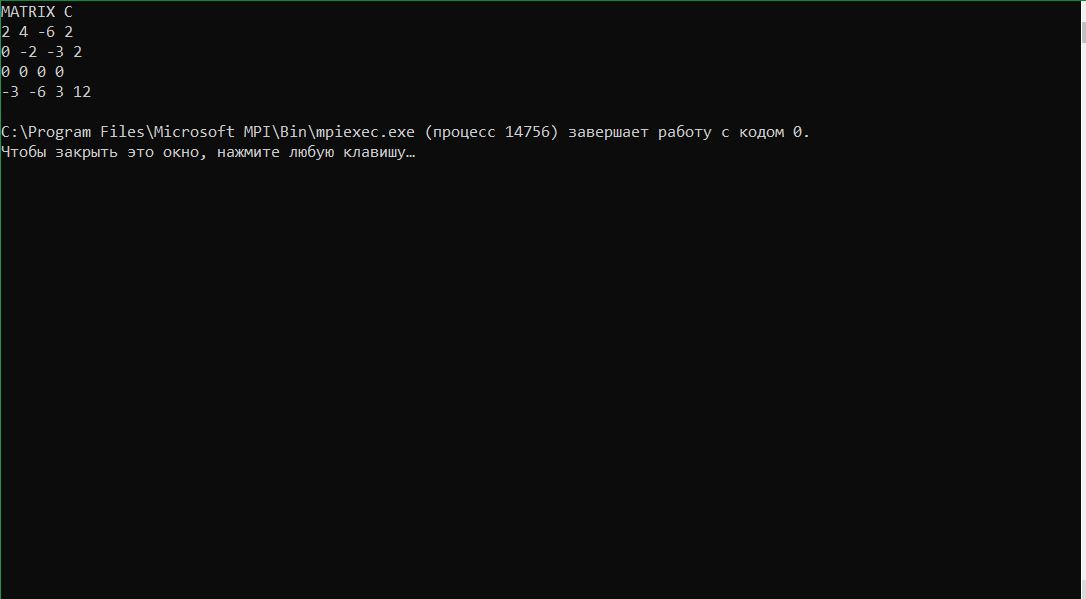 MATRIX C
2 4 -6 2
0 -2 -3 2
0 0 0 0
-3 -6 3 12
C:\Program Files\Microsoft MPI\Bin\mpiexec.exe (процесс 14756) завершает работу с кодом 0.
Чтобы закрыть это окно, нажмите любую клавишу…